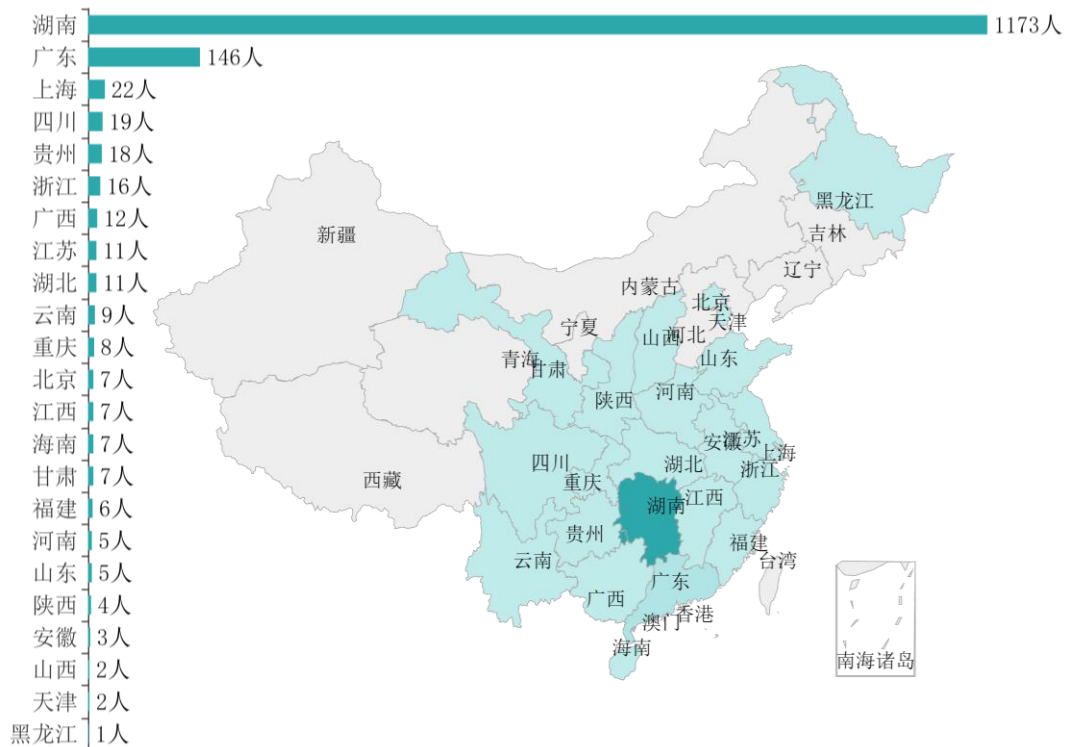 湖南 1173人
广东 146人
上海 22人
四川 19人
贵州 18人
浙江 16人
广西 12人
江苏 11人
湖北 11人
云南 9人
重庆 8人
北京 7人
江西 7人
海南 7人
甘肃 7人
福建 6人
河南 5人
山东 5人
陕西 4人
安徽 3人
山西 2人
天津 2人
黑龙江 1人
黑龙江
吉林
新疆
辽宁
内蒙古
北京
天津
宁夏
山西
河北
青海
甘肃
山东
河南
陕西
安徽
江苏
上海
四川
湖北
浙江
重庆
西藏
江西
湖南
贵州
福建
云南
台湾
广东
广西
香港
澳门
海南
南海诸岛